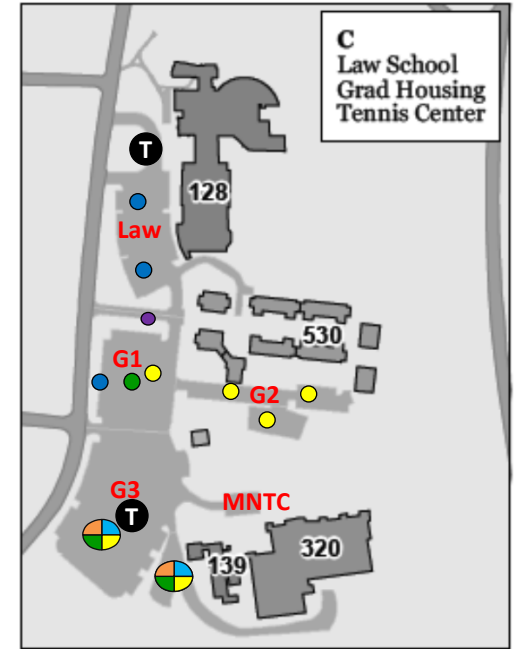 C
Law School
Grad Housing
Tennis Center
T
128
Law
530
G1
G2
G3
T
MNTC
139
320